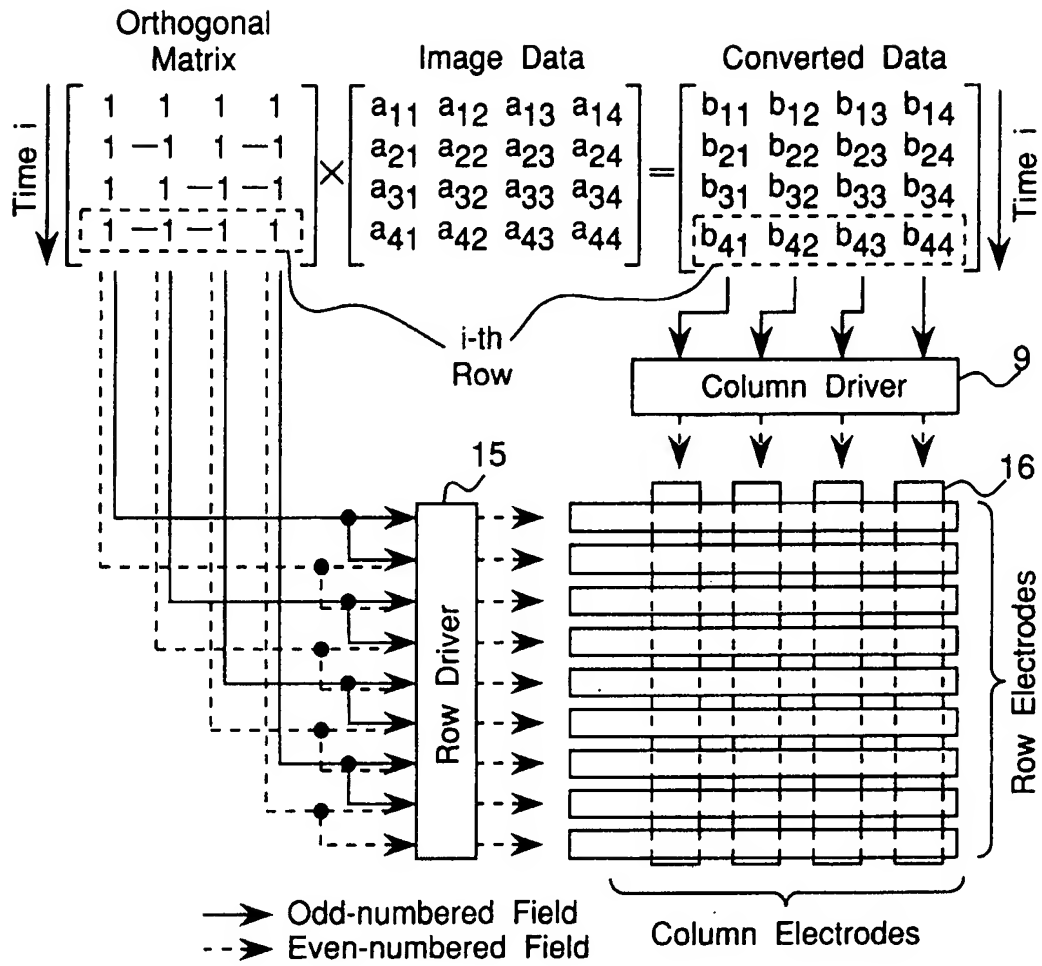 Orthogonal
Matrix
Image Data
Converted Data
Time i
1 1 1 1
1 −1 1 −1
1 1 −1 −1
1 −1 −1 1
×
a11 a12 a13 a14
a21 a22 a23 a24
a31 a32 a33 a34
a41 a42 a43 a44
=
b11 b12 b13 b14
b21 b22 b23 b24
b31 b32 b33 b34
b41 b42 b43 b44
Time i
i-th
Row
Column Driver
9
15
16
Row Driver
Row Electrodes
Odd-numbered Field
Even-numbered Field
Column Electrodes